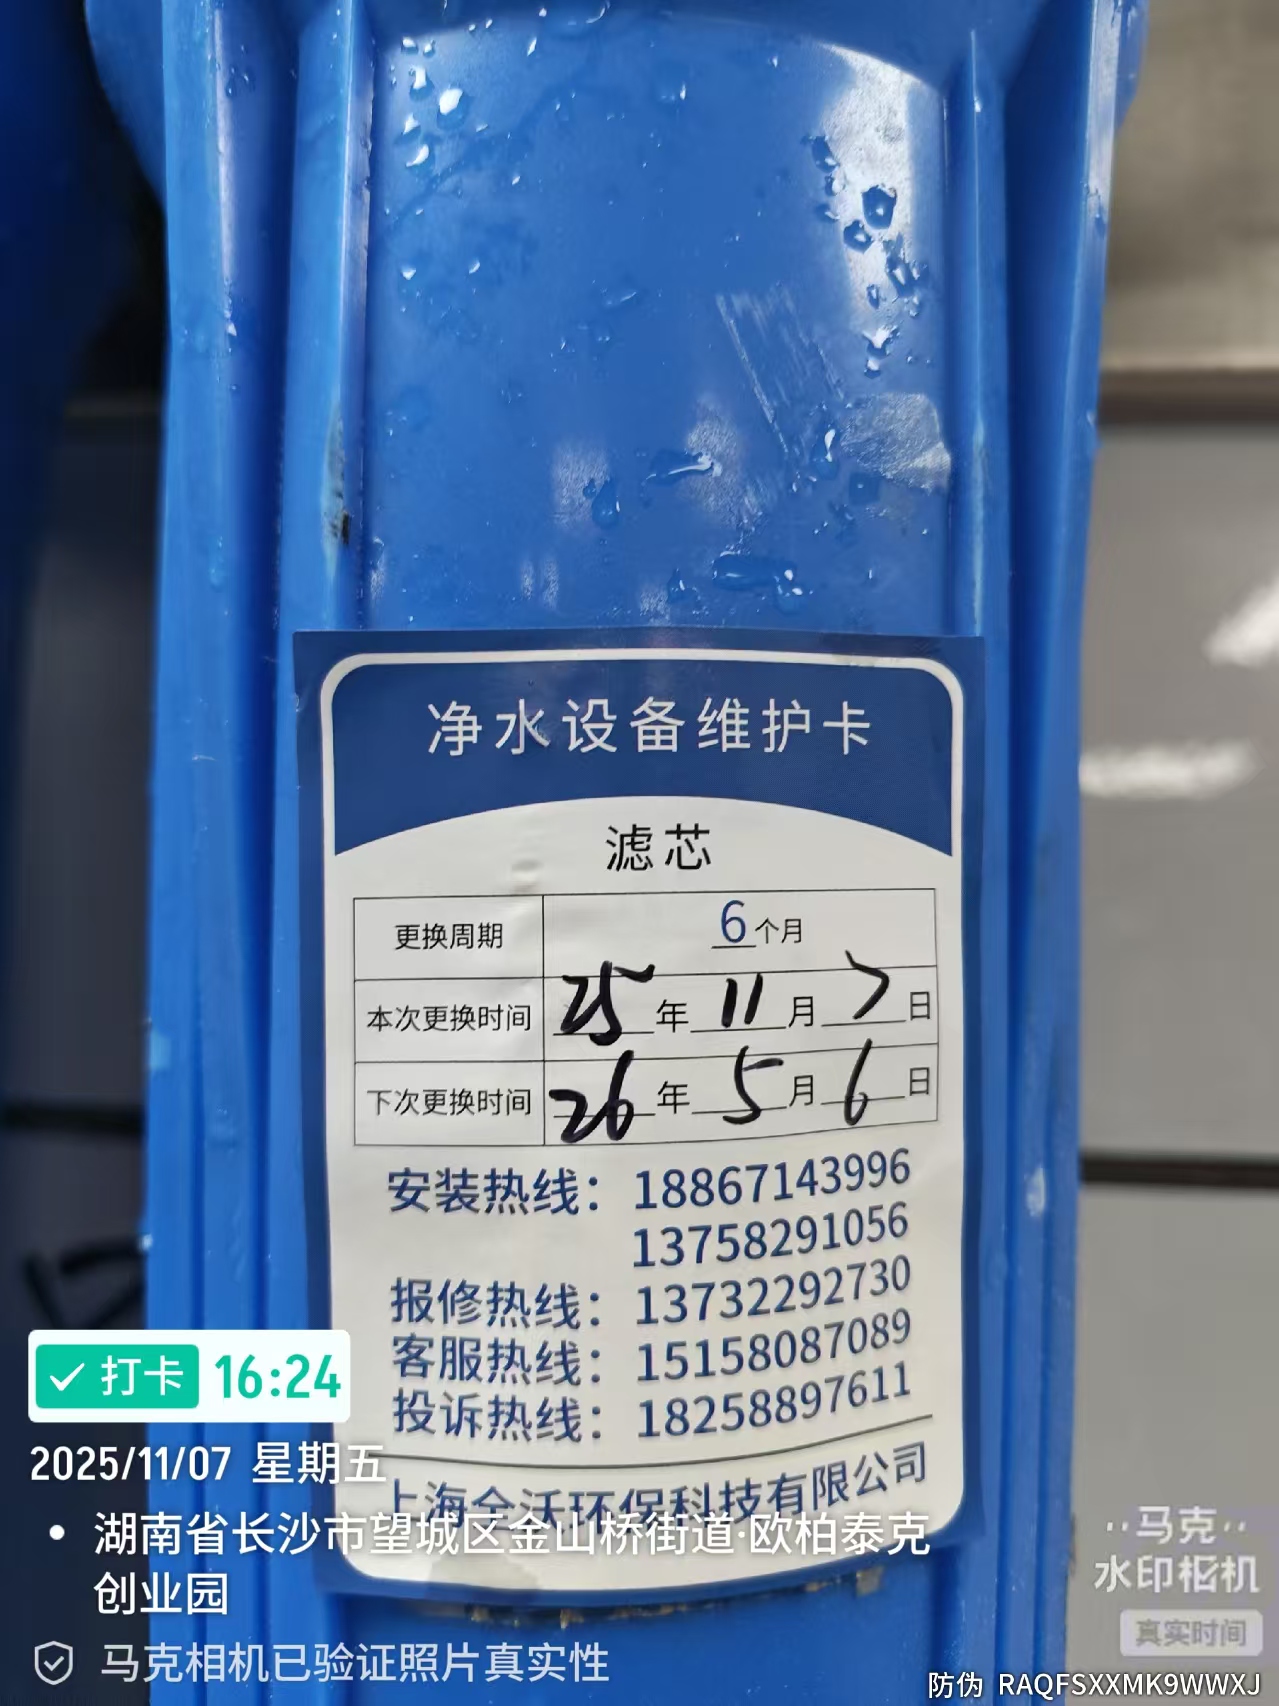 净水设备维护卡
滤芯
更换周期 6个月
本次更换时间 25年11月7日
下次更换时间 26年5月6日
安装热线：18867143996
13758291056
报修热线：13732292730
客服热线：15158087089
投诉热线：18258897611
上海全沃环保科技有限公司
打卡 16:24
2025/11/07 星期五
湖南省长沙市望城区金山桥街道·欧柏泰克
创业园
马克相机已验证照片真实性
马克
水印相机
真实时间
防伪 RAQFSXXMK9WWXJ